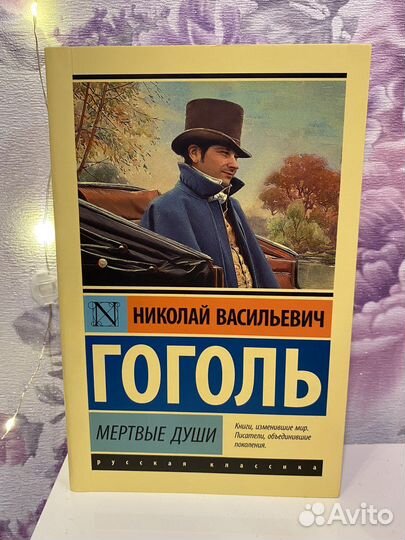 N
НИКОЛАЙ ВАСИЛЬЕВИЧ
ГОГОЛЬ
МЕРТВЫЕ ДУШИ
Книги, изменившие мир.
Писатели, объединившие
поколения.
русская классика
Avito